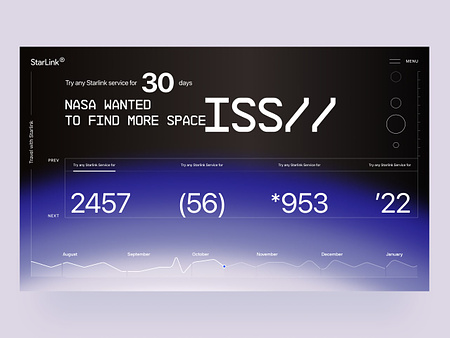 StarLink®
MENU
Try any Starlink service for 30 days
NASA WANTED
TO FIND MORE SPACE ISS//
Travel with Starlink
PREV
Try any Starlink Service for
Try any Starlink Service for
Try any Starlink Service for
Try any Starlink Service for
2457
(56)
*953
'22
NEXT
August
September
October
November
December
January